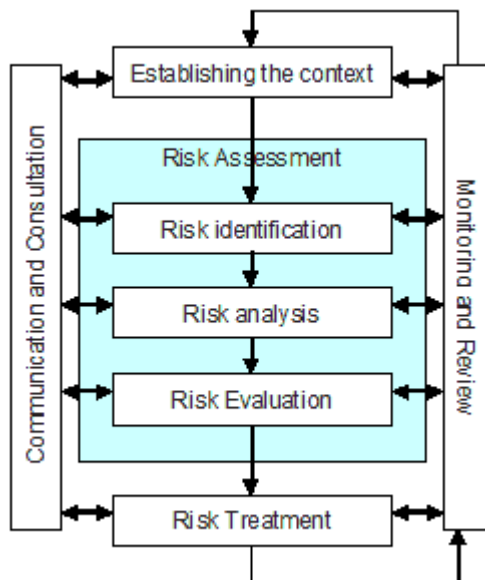 Establishing the context
Risk Assessment
Risk identification
Risk analysis
Risk Evaluation
Risk Treatment
Communication and Consultation
Monitoring and Review